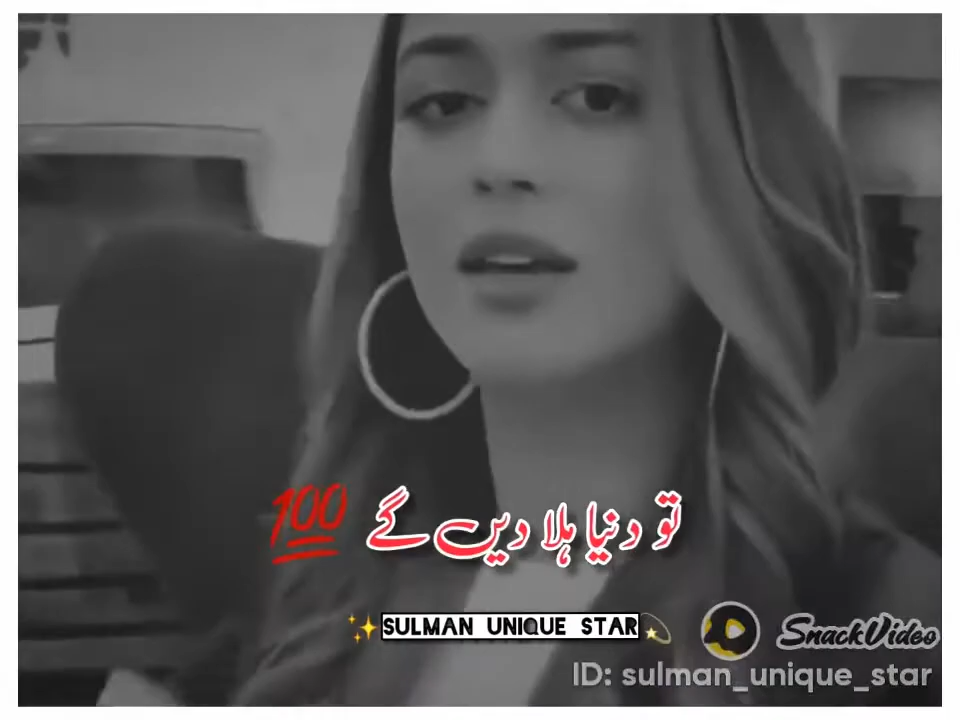 تو دنیا ہلا دیں گے 💯
✨SULMAN UNIQUE STAR💫
SnackVideo
ID: sulman_unique_star